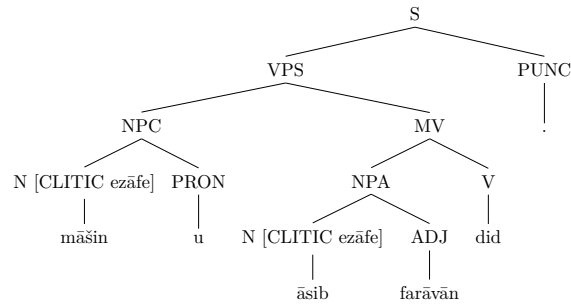 S
VPS PUNC
NPC MV .
N [CLITIC ezāfe] PRON NPA V
māšin u N [CLITIC ezāfe] ADJ did
āsib farāvān